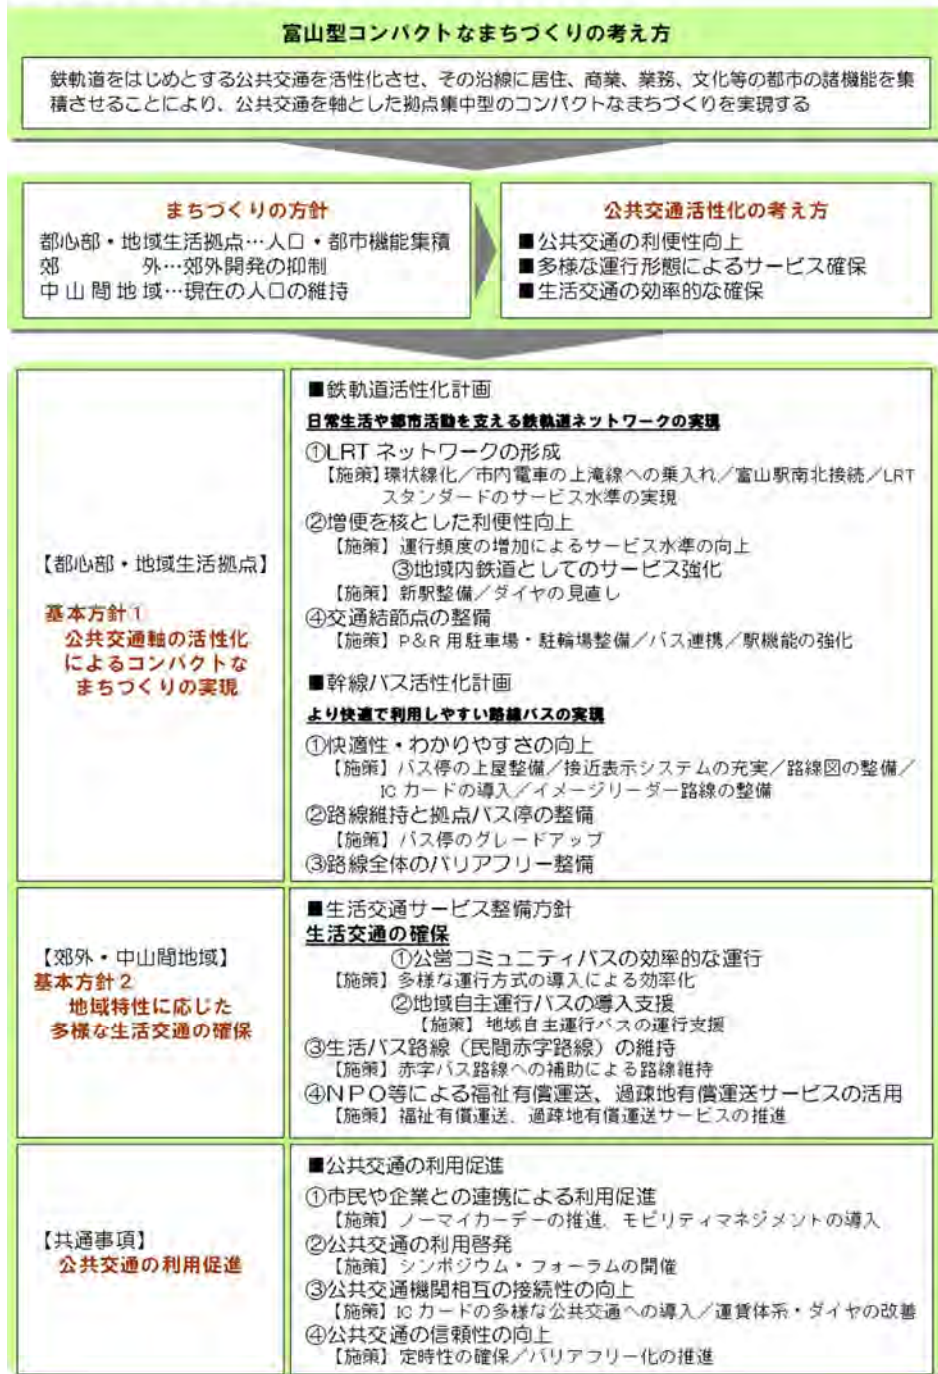 富山型コンパクトなまちづくりの考え方
鉄軌道をはじめとする公共交通を活性化させ、その沿線に居住、商業、業務、文化等の都市の諸機能を集
積させることにより、公共交通を軸とした拠点集中型のコンパクトなまちづくりを実現する
まちづくりの方針
都心部・地域生活拠点…人口・都市機能集積
郊　　　　外…郊外開発の抑制
中山間地域…現在の人口の維持
公共交通活性化の考え方
■公共交通の利便性向上
■多様な運行形態によるサービス確保
■生活交通の効率的な確保
【都心部・地域生活拠点】
基本方針①
公共交通軸の活性化
によるコンパクトな
まちづくりの実現
■鉄軌道活性化計画
日常生活や都市活動を支える鉄軌道ネットワークの実現
①LRT ネットワークの形成
【施策】環状線化／市内電車の上滝線への乗入れ／富山駅南北接続／LRT
スタンダードのサービス水準の実現
②増便を核とした利便性向上
【施策】運行頻度の増加によるサービス水準の向上
③地域内鉄道としてのサービス強化
【施策】新駅整備／ダイヤの見直し
④交通結節点の整備
【施策】P&R 用駐車場・駐輪場整備／バス連携／駅機能の強化
■幹線バス活性化計画
より快適で利用しやすい路線バスの実現
①快適性・わかりやすさの向上
【施策】バス停の上屋整備／接近表示システムの充実／路線図の整備／
IC カードの導入／イメージリーダー路線の整備
②路線維持と拠点バス停の整備
【施策】バス停のグレードアップ
③路線全体のバリアフリー整備
【郊外・中山間地域】
基本方針２
地域特性に応じた
多様な生活交通の確保
■生活交通サービス整備方針
生活交通の確保
①公営コミュニティバスの効率的な運行
【施策】多様な運行方式の導入による効率化
②地域自主運行バスの導入支援
【施策】地域自主運行バスの運行支援
③生活バス路線（民間赤字路線）の維持
【施策】赤字バス路線への補助による路線維持
④ＮＰＯ等による福祉有償運送、過疎地有償運送サービスの活用
【施策】福祉有償運送、過疎地有償運送サービスの推進
【共通事項】
公共交通の利用促進
■公共交通の利用促進
①市民や企業との連携による利用促進
【施策】ノーマイカーデーの推進、モビリティマネジメントの導入
②公共交通の利用啓発
【施策】シンポジウム・フォーラムの開催
③公共交通機関相互の接続性の向上
【施策】IC カードの多様な公共交通への導入／運賃体系・ダイヤの改善
④公共交通の信頼性の向上
【施策】定時性の確保／バリアフリー化の推進